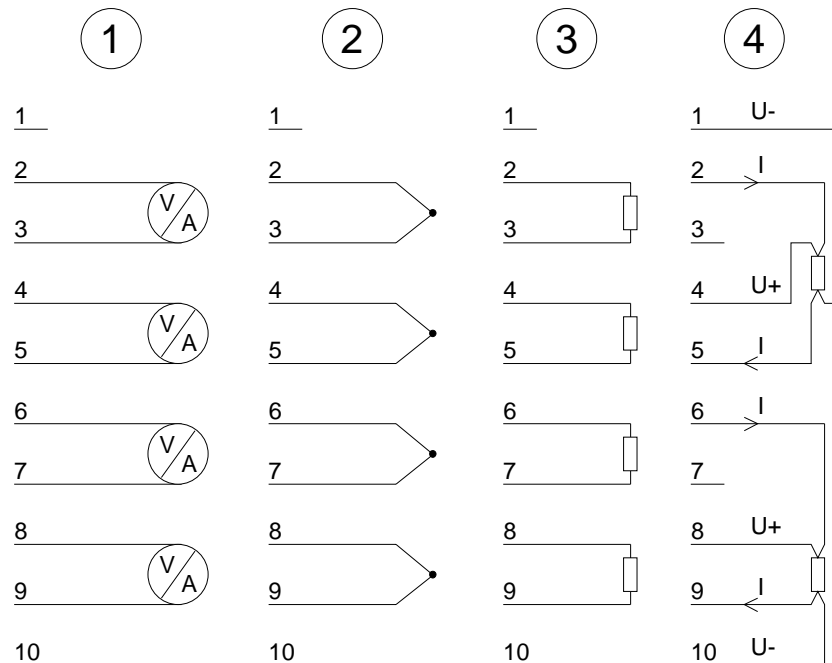 1 2 3 4
1 1 1 1 U-
2 2 2 2 I
V/A
3 3 3 3
4 4 4 4 U+
V/A
5 5 5 5 I
6 6 6 6 I
V/A
7 7 7 7
8 8 8 8 U+
V/A
9 9 9 9 I
10 10 10 10 U-